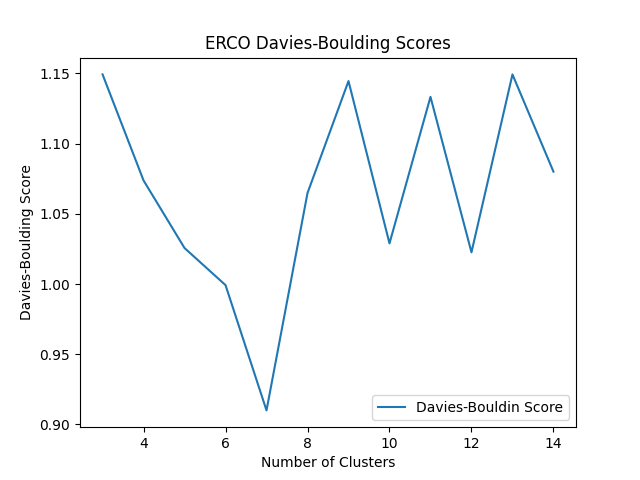 ERCO Davies-Boulding Scores
1.15
1.10
1.05
1.00
0.95
0.90
Davies-Boulding Score
Davies-Bouldin Score
4 6 8 10 12 14
Number of Clusters